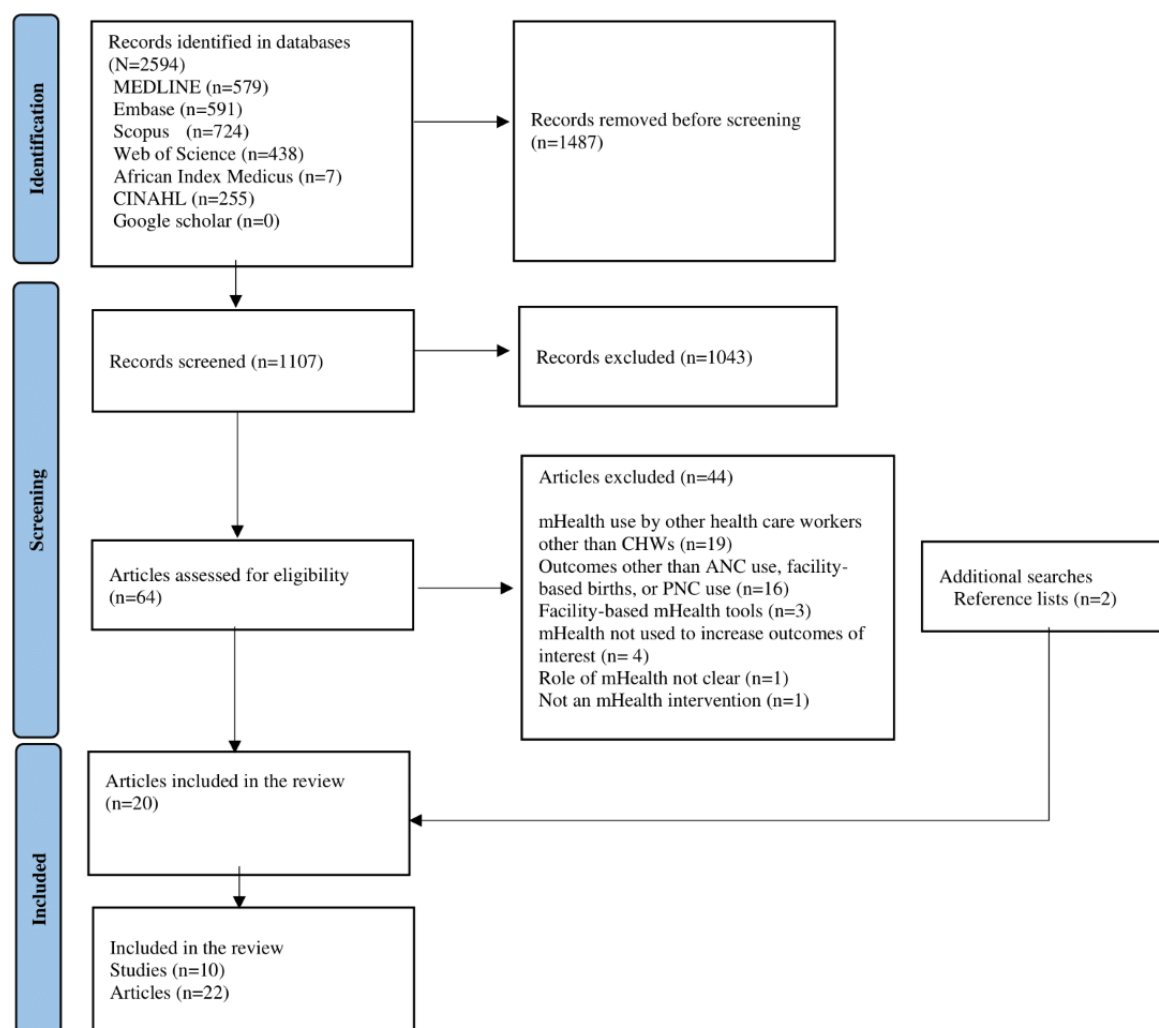 Identification
Records identified in databases
(N=2594)
MEDLINE (n=579)
Embase (n=591)
Scopus (n=724)
Web of Science (n=438)
African Index Medicus (n=7)
CINAHL (n=255)
Google scholar (n=0)
Records removed before screening
(n=1487)
Screening
Records screened (n=1107)
Records excluded (n=1043)
Articles assessed for eligibility
(n=64)
Articles excluded (n=44)
mHealth use by other health care workers
other than CHWs (n=19)
Outcomes other than ANC use, facility-
based births, or PNC use (n=16)
Facility-based mHealth tools (n=3)
mHealth not used to increase outcomes of
interest (n= 4)
Role of mHealth not clear (n=1)
Not an mHealth intervention (n=1)
Additional searches
Reference lists (n=2)
Included
Articles included in the review
(n=20)
Included in the review
Studies (n=10)
Articles (n=22)